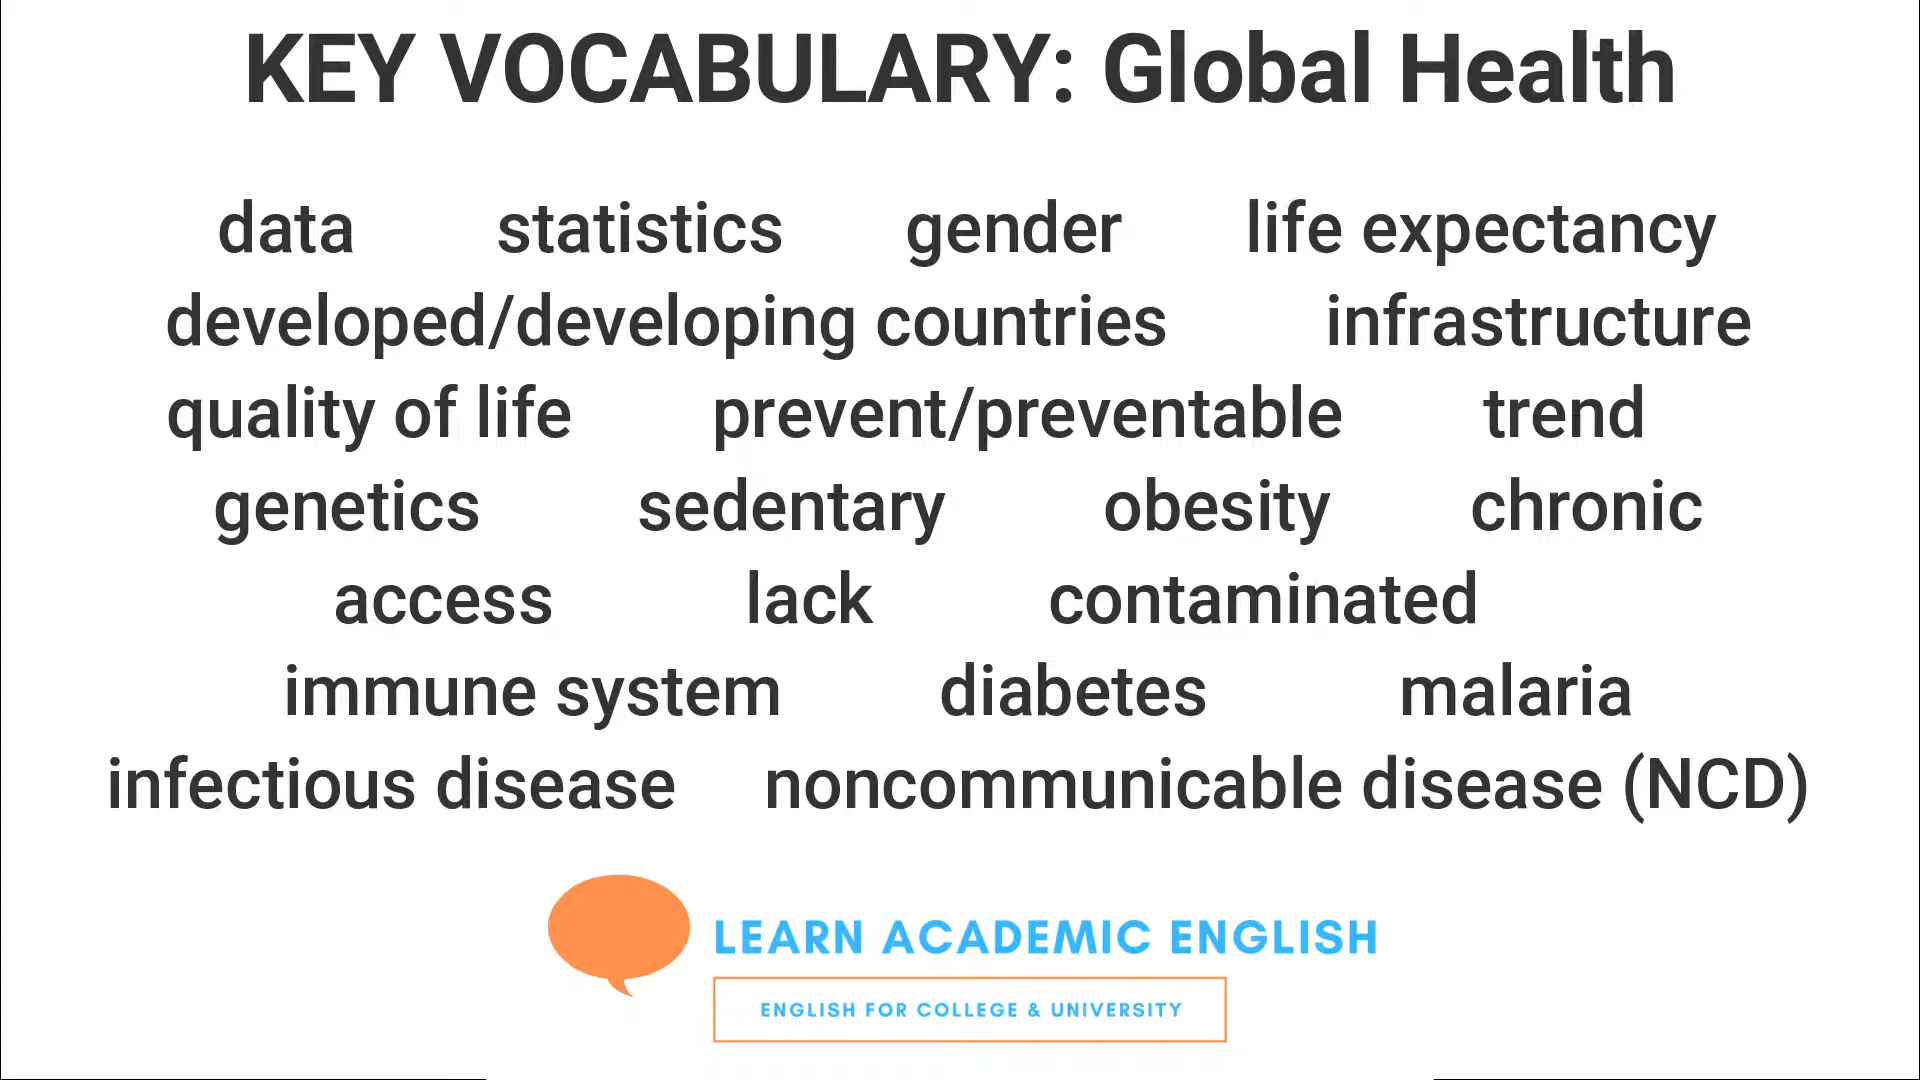 KEY VOCABULARY: Global Health
data statistics gender life expectancy
developed/developing countries infrastructure
quality of life prevent/preventable trend
genetics sedentary obesity chronic
access lack contaminated
immune system diabetes malaria
infectious disease noncommunicable disease (NCD)
LEARN ACADEMIC ENGLISH
ENGLISH FOR COLLEGE & UNIVERSITY